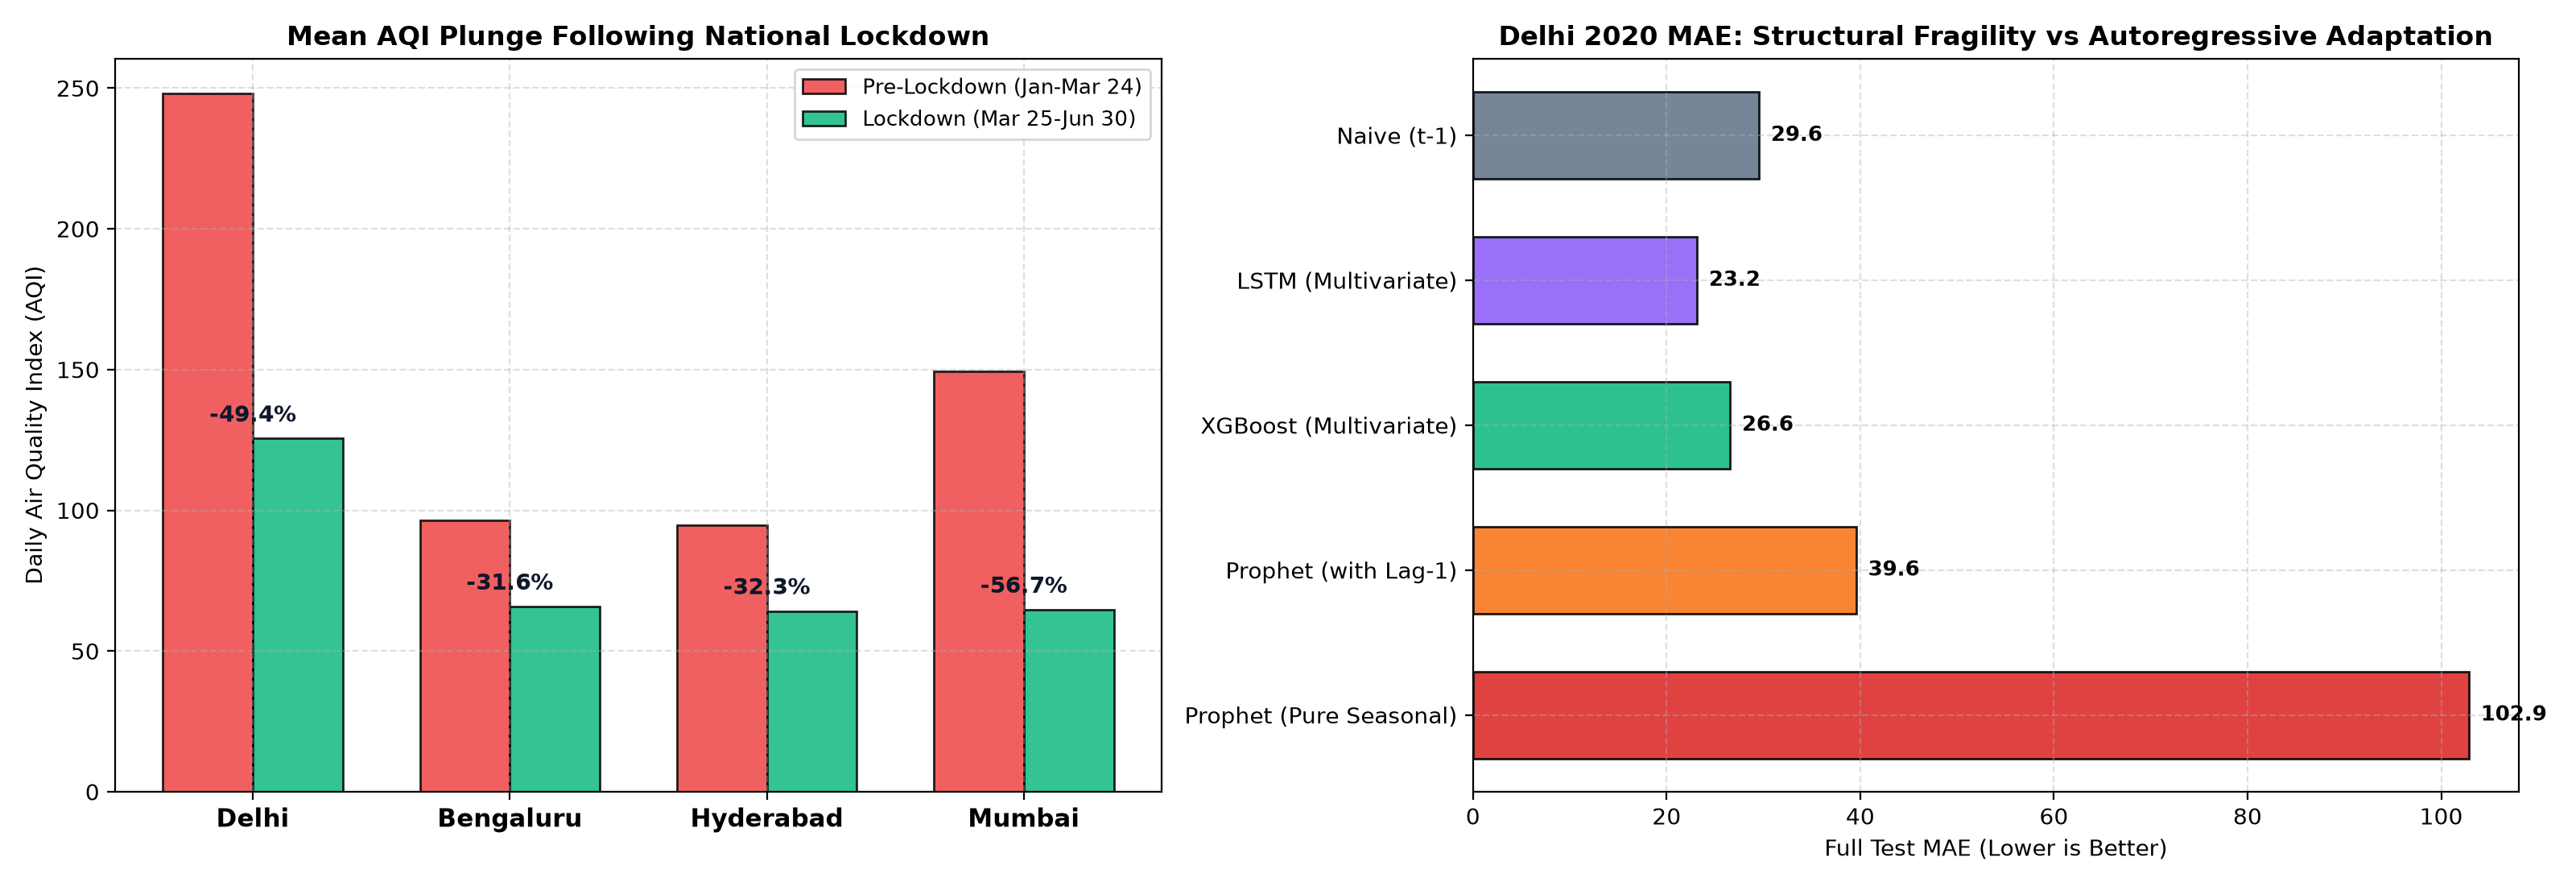 Mean AQI Plunge Following National Lockdown
Daily Air Quality Index (AQI)
250
200
150
100
50
0
Pre-Lockdown (Jan-Mar 24)
Lockdown (Mar 25-Jun 30)
-49.4%
-31.6%
-32.3%
-56.7%
Delhi
Bengaluru
Hyderabad
Mumbai
Delhi 2020 MAE: Structural Fragility vs Autoregressive Adaptation
Naive (t-1)
29.6
LSTM (Multivariate)
23.2
XGBoost (Multivariate)
26.6
Prophet (with Lag-1)
39.6
Prophet (Pure Seasonal)
102.9
0
20
40
60
80
100
Full Test MAE (Lower is Better)